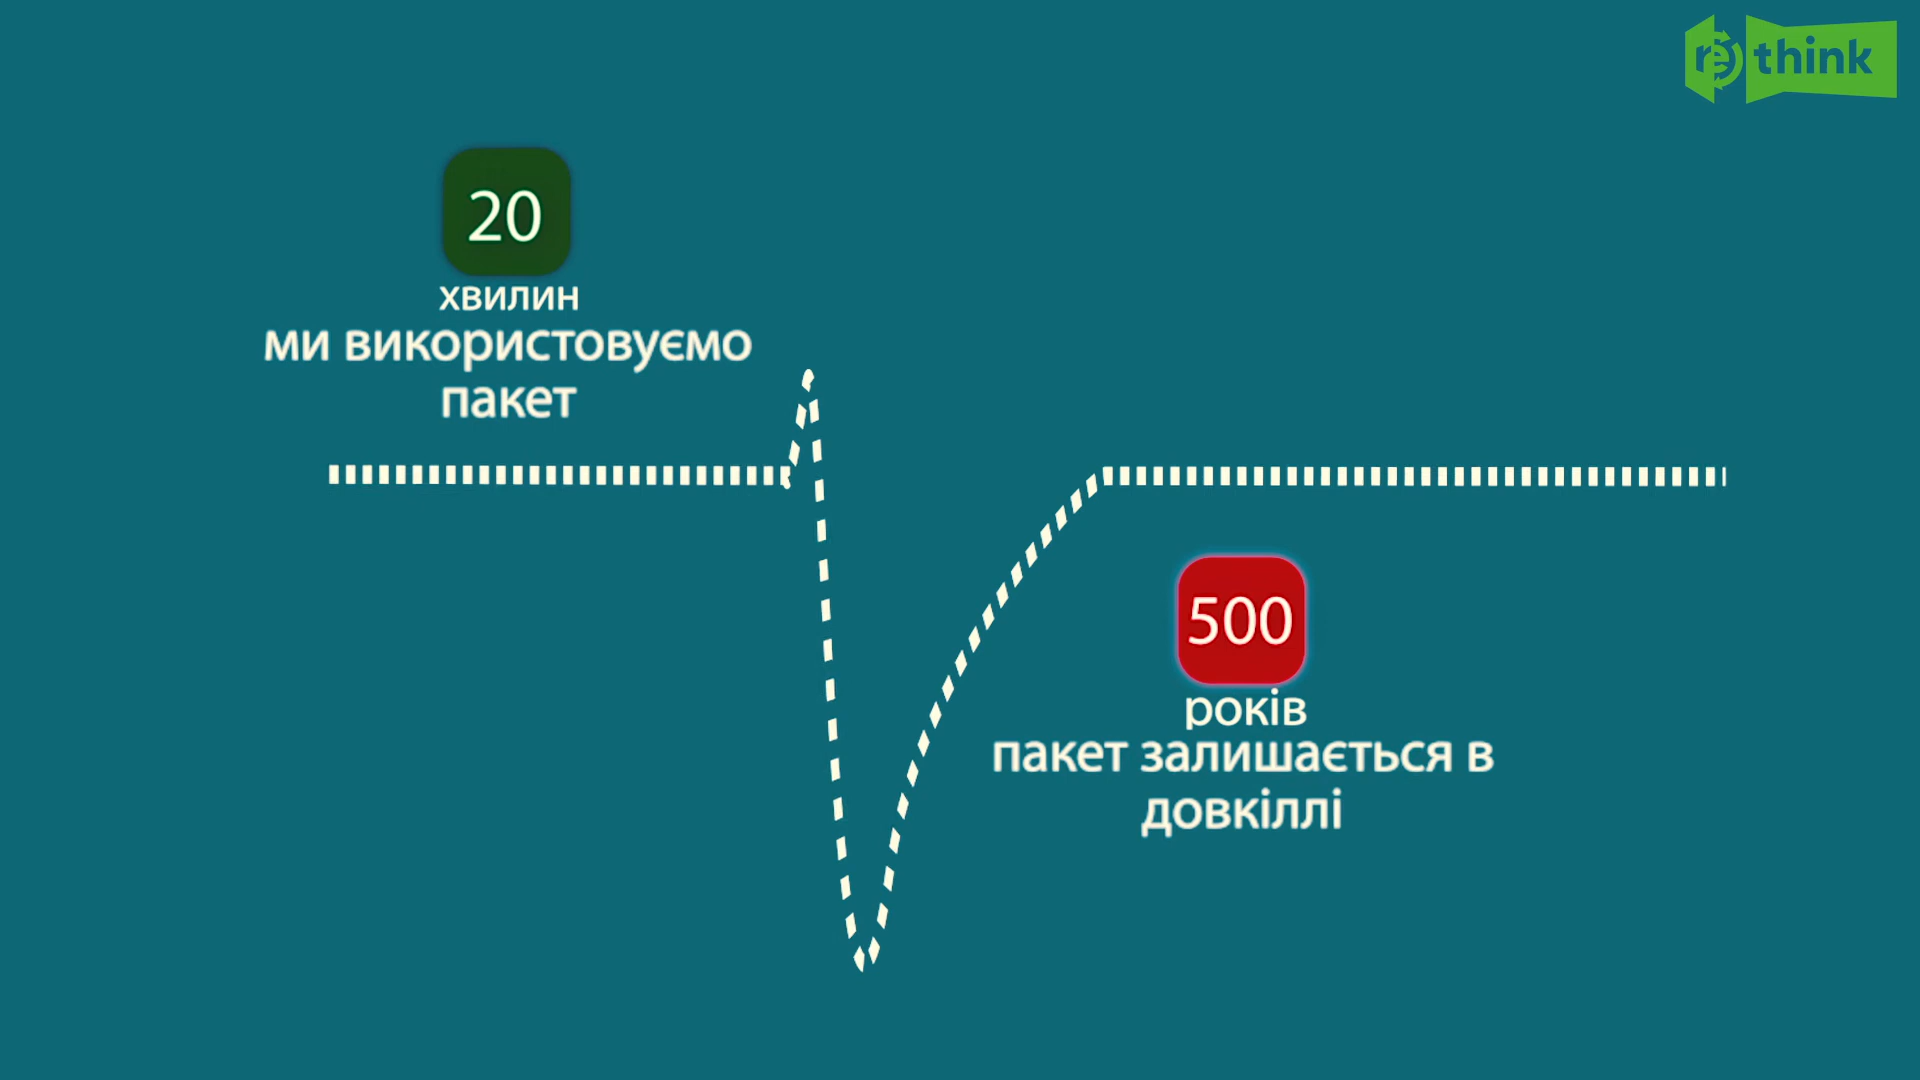 rethink
20
хвилин
ми використовуємо
пакет
500
років
пакет залишається в
довкіллі